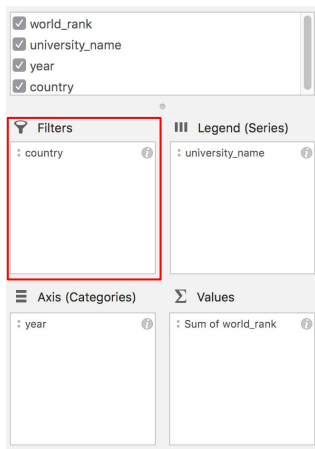 world_rank
university_name
year
country
Filters
country
Legend (Series)
university_name
Axis (Categories)
year
Σ Values
Sum of world_rank